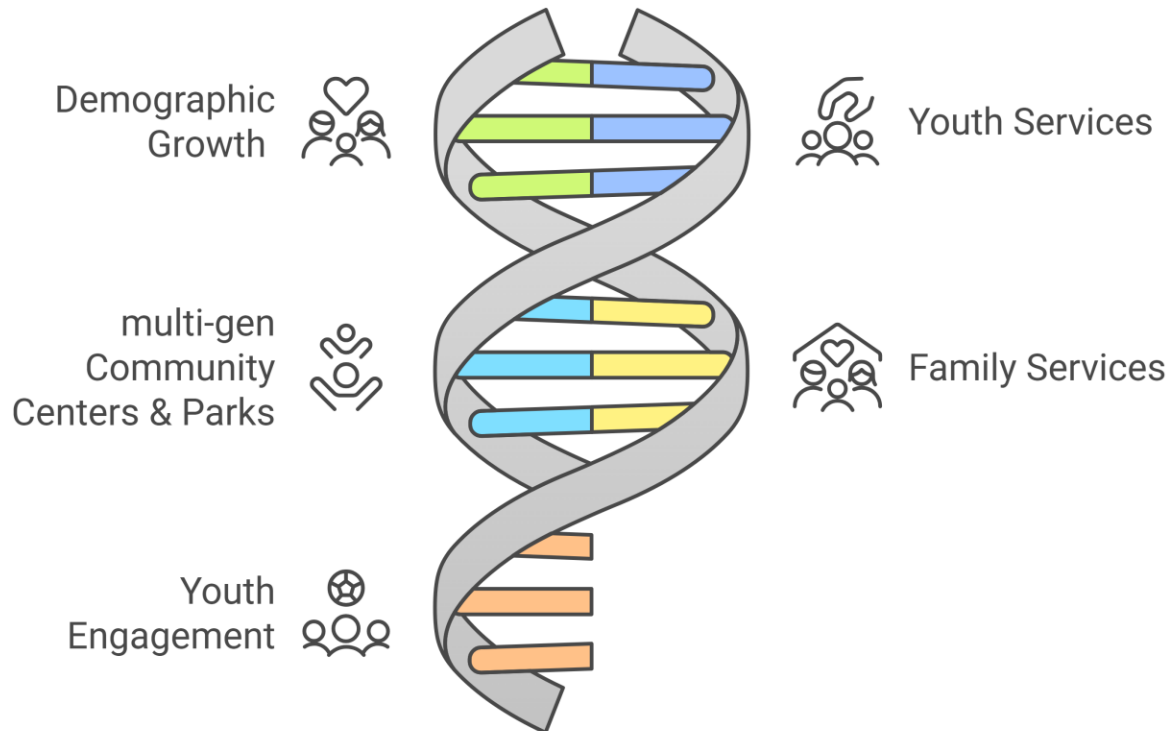 Demographic
Growth
Youth Services
multi-gen
Community
Centers & Parks
Family Services
Youth
Engagement